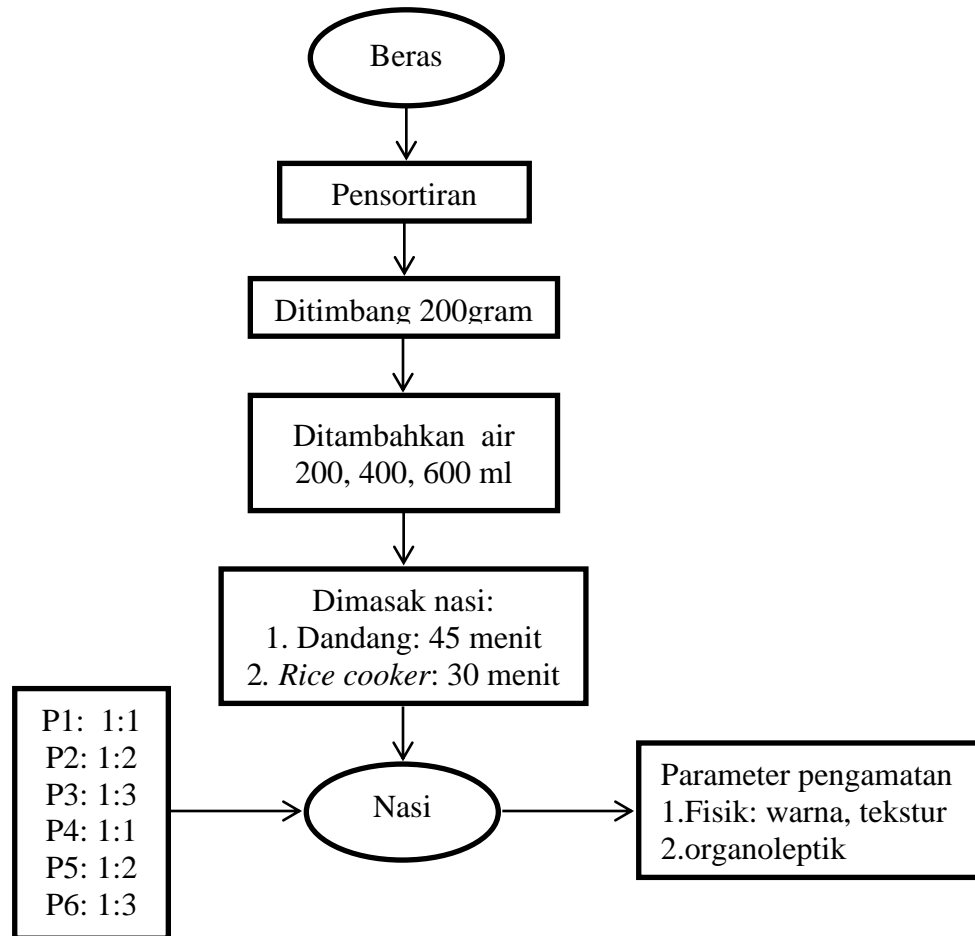 Beras
Pensortiran
Ditimbang 200gram
Ditambahkan air
200, 400, 600 ml
Dimasak nasi:
1. Dandang: 45 menit
2. Rice cooker: 30 menit
P1: 1:1
P2: 1:2
P3: 1:3
P4: 1:1
P5: 1:2
P6: 1:3
Nasi
Parameter pengamatan
1.Fisik: warna, tekstur
2.organoleptik